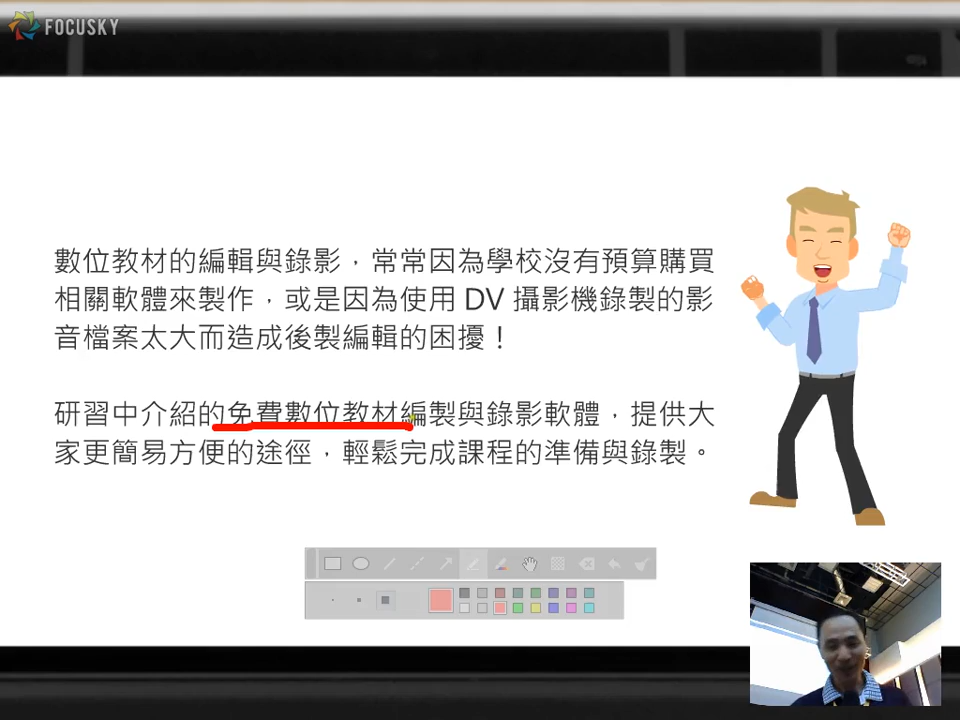 FOCUSKY
數位教材的編輯與錄影，常常因為學校沒有預算購買
相關軟體來製作，或是因為使用 DV 攝影機錄製的影
音檔案太大而造成後製編輯的困擾！
研習中介紹的免費數位教材編製與錄影軟體，提供大
家更簡易方便的途徑，輕鬆完成課程的準備與錄製。